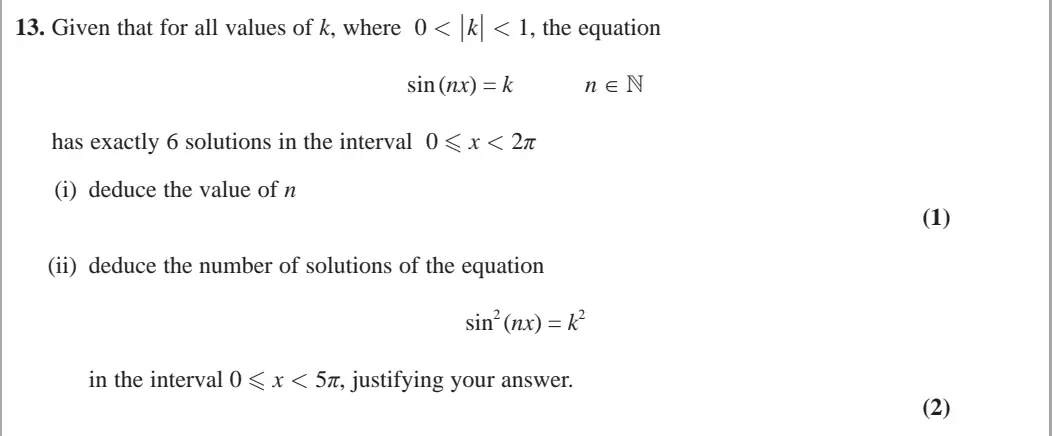 13. Given that for all values of k, where 0 < |k| < 1, the equation
sin (nx) = k n ∈ ℕ
has exactly 6 solutions in the interval 0 ⩽ x < 2π
(i) deduce the value of n
(1)
(ii) deduce the number of solutions of the equation
sin² (nx) = k²
in the interval 0 ⩽ x < 5π, justifying your answer.
(2)